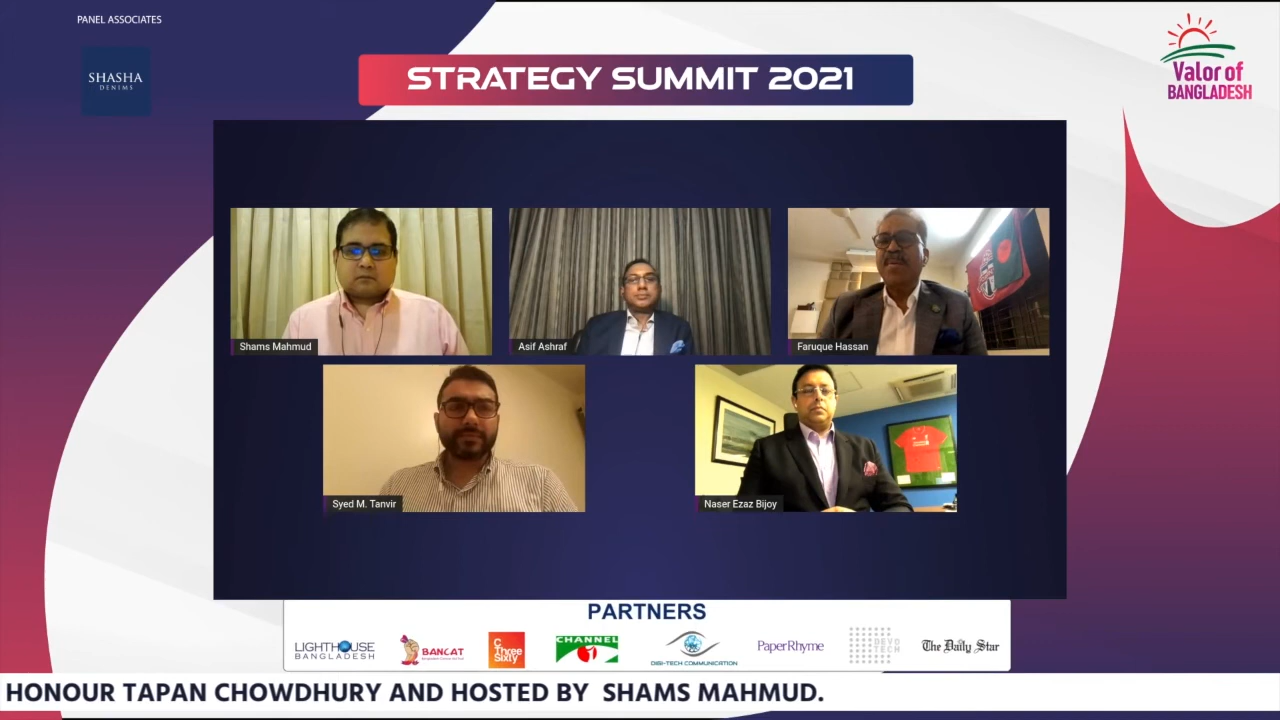 PANEL ASSOCIATES
SHASHA
DENIMS
STRATEGY SUMMIT 2021
Valor of
BANGLADESH
Shams Mahmud
Asif Ashraf
Faruque Hassan
Syed M. Tanvir
Naser Ezaz Bijoy
PARTNERS
LIGHTHOUSE
BANGLADESH
BANCAT
C
Three
Sixty
CHANNEL
i
DIGI-TECH COMMUNICATION
PaperRhyme
DEVO
TECH
The Daily Star
HONOUR TAPAN CHOWDHURY AND HOSTED BY SHAMS MAHMUD.